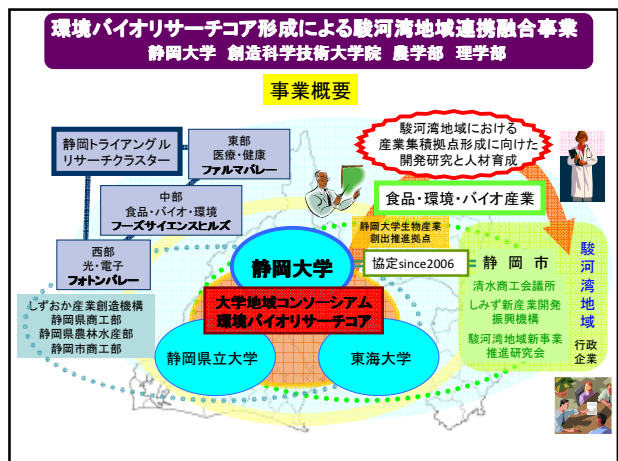 環境バイオリサーチコア形成による駿河湾地域連携融合事業
静岡大学 創造科学技術大学院 農学部 理学部
事業概要
静岡トライアングル
リサーチクラスター
東部
医療・健康
ファルマバレー
中部
食品・バイオ・環境
フーズサイエンスヒルズ
西部
光・電子
フォトンバレー
しずおか産業創造機構
静岡県商工部
静岡県農林水産部
静岡市商工部
駿河湾地域における
産業集積拠点形成に向けた
開発研究と人材育成
食品・環境・バイオ産業
静岡大学生物産業
創出推進拠点
静岡大学
協定since2006
大学地域コンソーシアム
環境バイオリサーチコア
静岡県立大学
東海大学
静岡市
清水商工会議所
しみず新産業開発
振興機構
駿河湾地域新事業
推進研究会
駿河湾地域
行政
企業